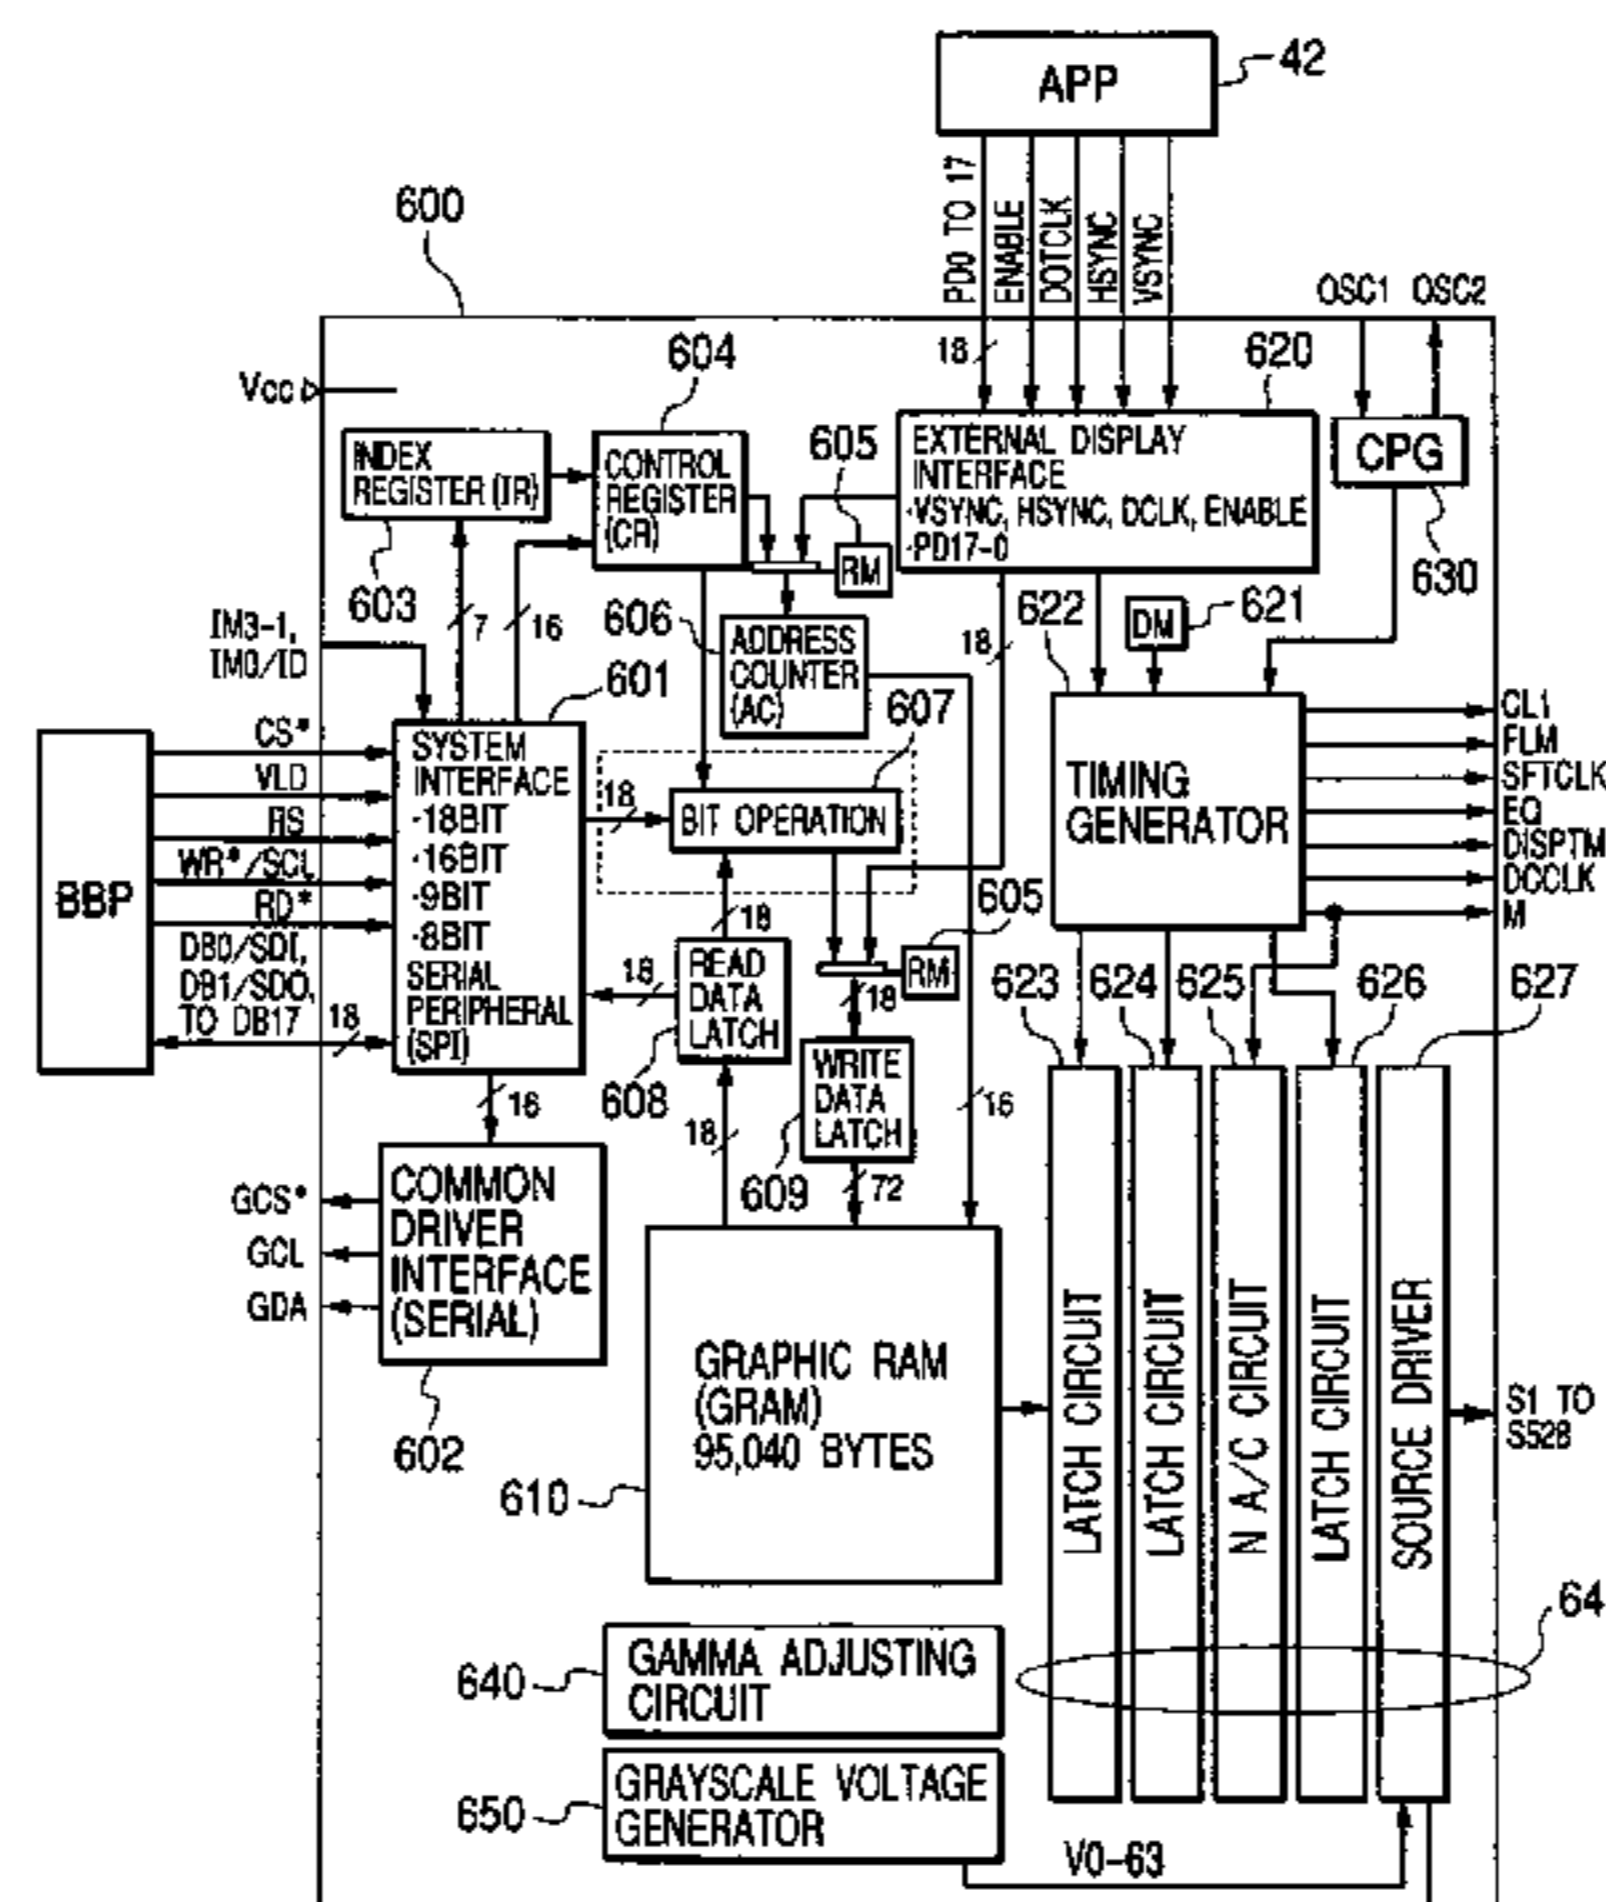 APP
42
PD0 TO 17
ENABLE
DOTCLK
HSYNC
VSYNC
600
OSC1 OSC2
18
620
604
Vcc
605
INDEX
REGISTER (IR)
CONTROL
REGISTER
(CR)
EXTERNAL DISPLAY
INTERFACE
·VSYNC, HSYNC, DCLK, ENABLE
·PD17-0
CPG
RM
630
603
7
16
606
622
DM
621
18
IM3-1,
IM0/ID
ADDRESS
COUNTER
(AC)
601
607
CS*
VLD
RS
WR*/SCL
RD*
DB0/SDI,
DB1/SDO,
TO DB17
18
BBP
SYSTEM
INTERFACE
·18BIT
·16BIT
·9BIT
·8BIT
SERIAL
PERIPHERAL
(SPI)
18
BIT OPERATION
TIMING
GENERATOR
CL1
FLM
SFTCLK
EQ
DISPTM
DCCLK
M
18
605
18
READ
DATA
LATCH
RM
18
623
624
625
626
627
608
WRITE
DATA
LATCH
16
18
609
72
16
GCS*
GCL
GDA
COMMON
DRIVER
INTERFACE
(SERIAL)
602
GRAPHIC RAM
(GRAM)
95,040 BYTES
610
LATCH CIRCUIT
LATCH CIRCUIT
N A/C CIRCUIT
LATCH CIRCUIT
SOURCE DRIVER
S1 TO
S528
64
640
GAMMA ADJUSTING
CIRCUIT
650
GRAYSCALE VOLTAGE
GENERATOR
V0-63